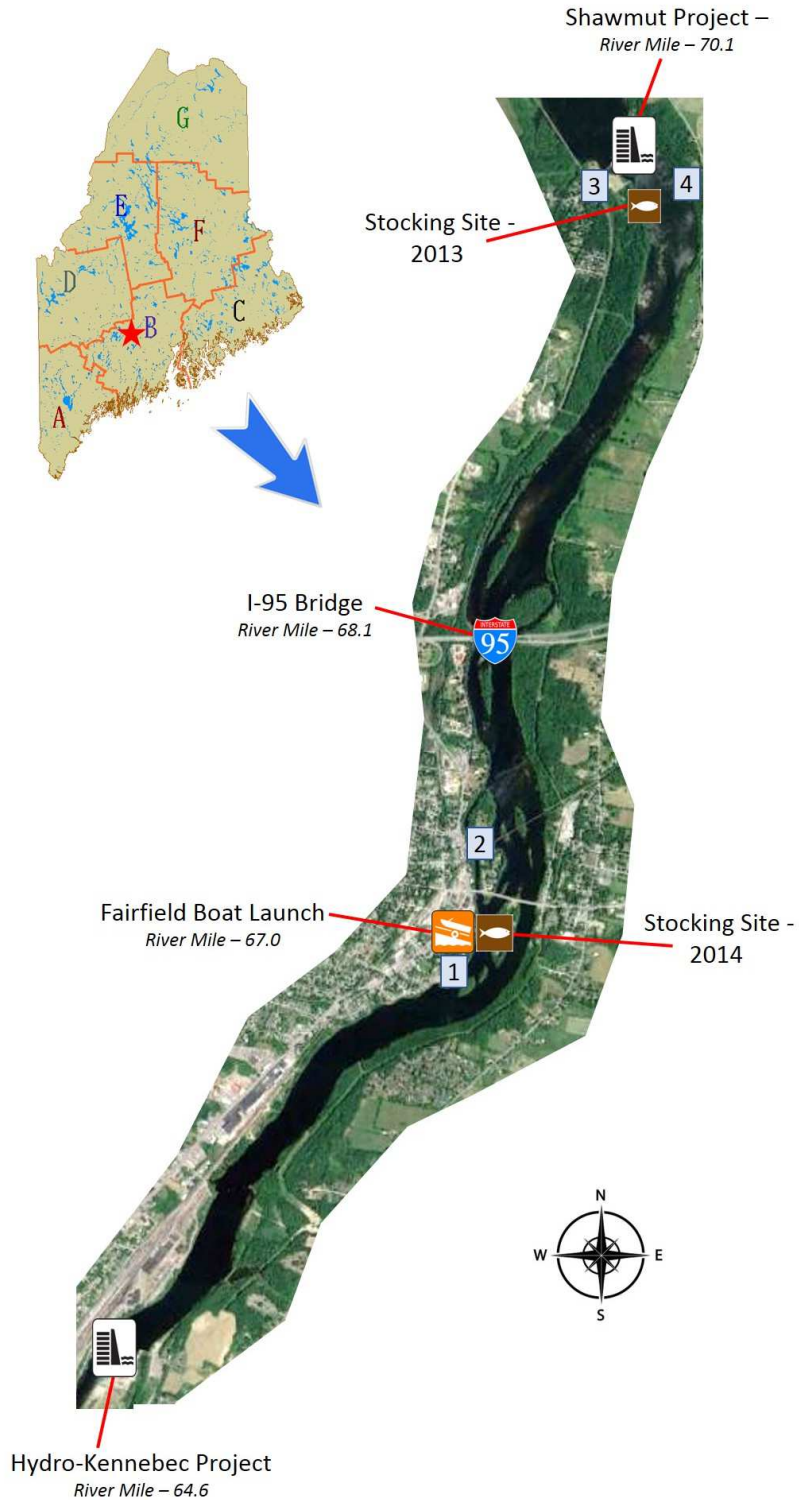 Shawmut Project –
River Mile – 70.1
G
E
F
D
B
C
A
3
4
Stocking Site -
2013
I-95 Bridge
River Mile – 68.1
INTERSTATE
95
2
Fairfield Boat Launch
River Mile – 67.0
Stocking Site -
2014
1
N
W
E
S
Hydro-Kennebec Project
River Mile – 64.6